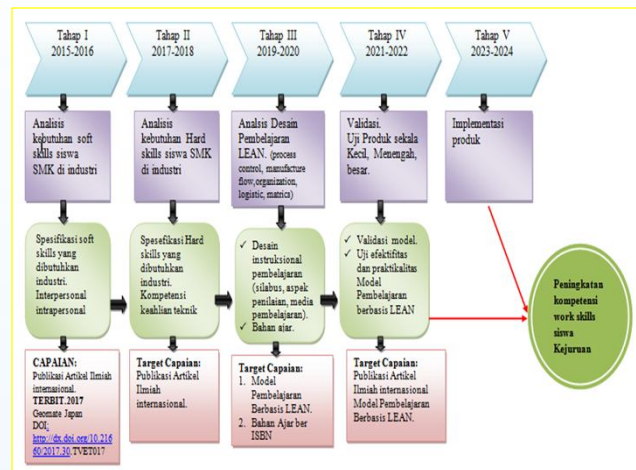 Tahap I
2015-2016
Tahap II
2017-2018
Tahap III
2019-2020
Tahap IV
2021-2022
Tahap V
2023-2024
Analisis
kebutuhan soft
skills siswa
SMK di industri
Analisis
kebutuhan Hard
skills siswa SMK
di industri
Analsis Desain
Pembelajaran
LEAN. (process
control, manufacture
flow,organization,
logistic, matrics)
Validasi.
Uji Produk sekala
Kecil, Menengah,
besar.
Implementasi
produk
Spesifikasi soft
skills yang
dibutuhkan
industri.
Interpersonal
intrapersonal
Spesefikasi Hard
skills yang
dibutuhkan
industri.
Kompetensi
keahlian teknik
✓ Desain
instruksional
pembelajaran
(silabus, aspek
penilaian, media
pembelajaran).
✓ Bahan ajar.
✓ Validasi model.
✓ Uji efektifitas
dan praktikalitas
Model
Pembelajaran
berbasis LEAN
Peningkatan
kompetensi
work skills
siswa
Kejuruan
CAPAIAN:
Publikasi Artikel Ilmiah
internasional.
TERBIT.2017
Geomate Japan
DOI:
http://dx.doi.org/10.216
60/2017.30.TVET017
Target Capaian:
Publikasi Artikel
Ilmiah
internasional.
Target Capaian:
1. Model
Pembelajaran
Berbasis LEAN.
2. Bahan Ajar ber
ISBN
Target Capaian:
Publikasi Artikel
Ilmiah internasional
Model Pembelajaran
Berbasis LEAN.